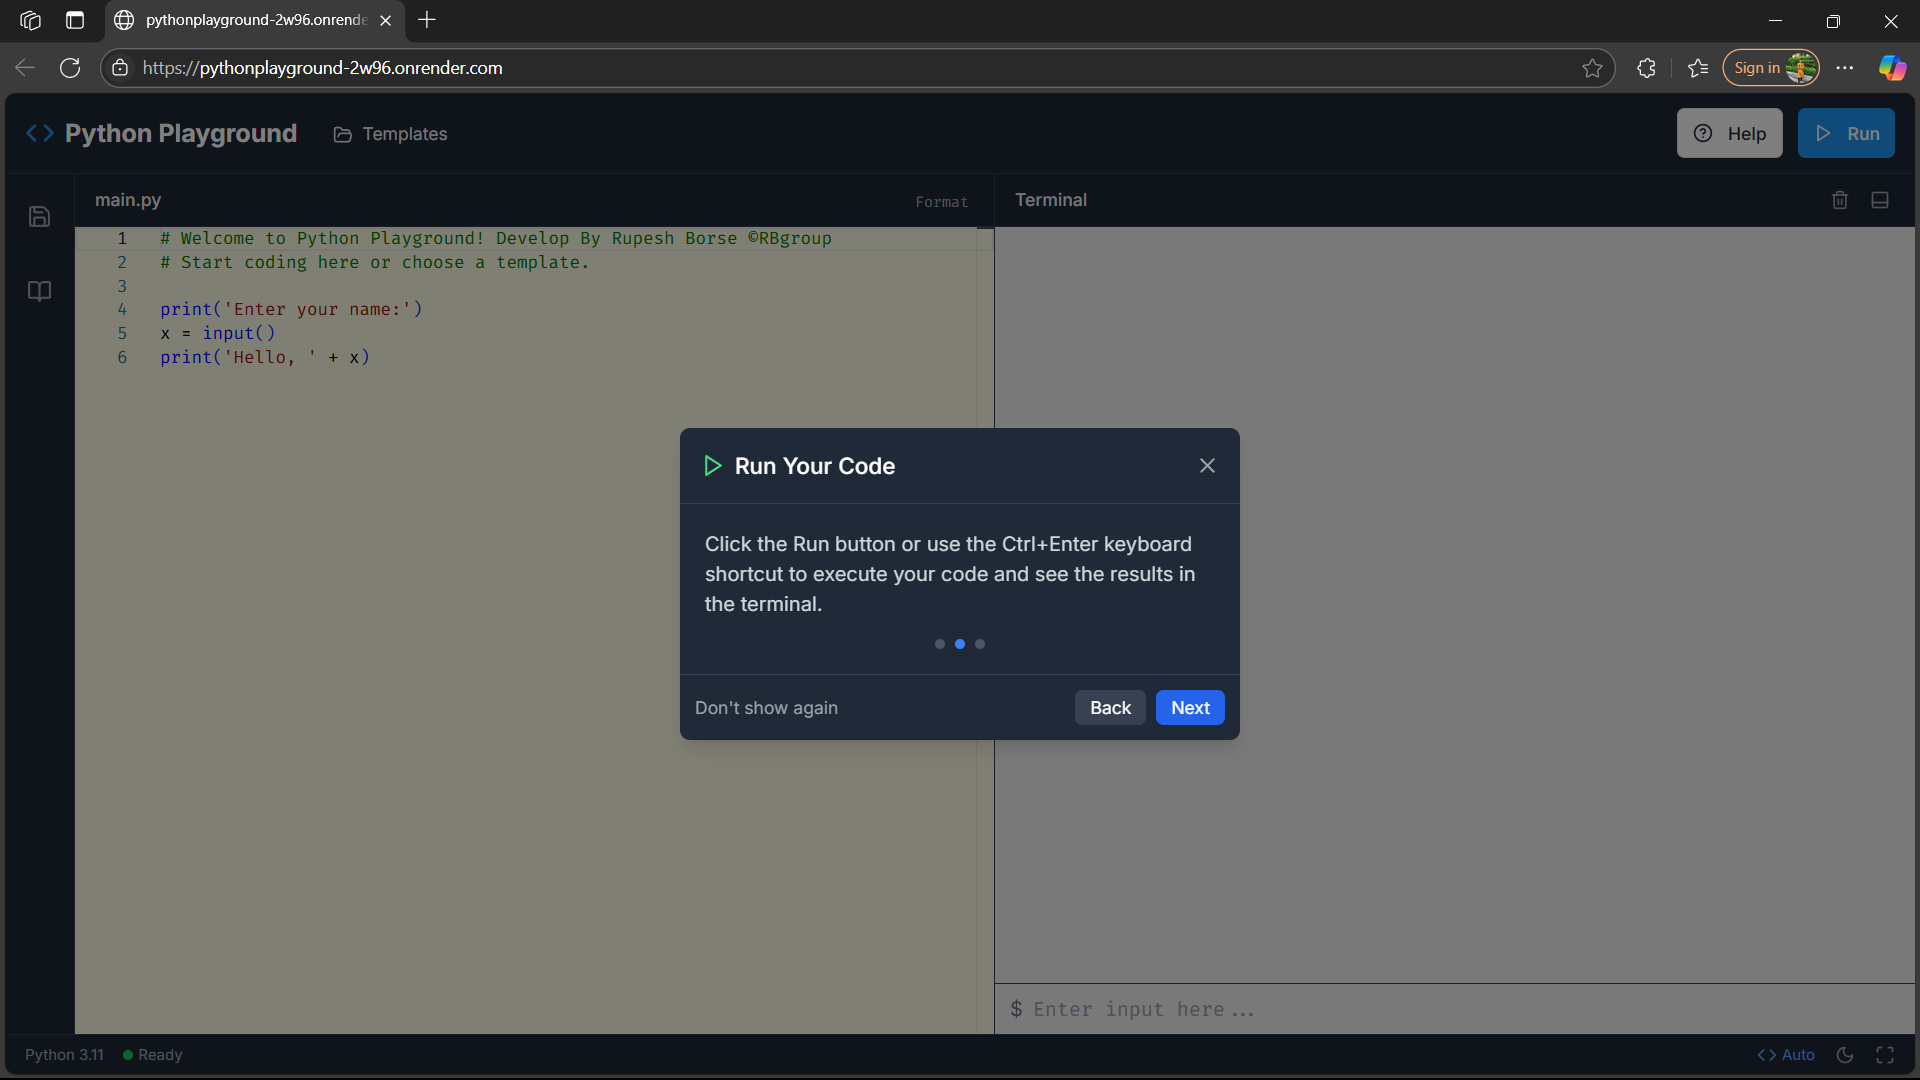 pythonplayground-2w96.onrende
https://pythonplayground-2w96.onrender.com
Sign in
Python Playground
Templates
Help
Run
main.py
Format
Terminal
1 # Welcome to Python Playground! Develop By Rupesh Borse ©RBgroup
2 # Start coding here or choose a template.
3
4 print('Enter your name:')
5 x = input()
6 print('Hello, ' + x)
Run Your Code
Click the Run button or use the Ctrl+Enter keyboard
shortcut to execute your code and see the results in
the terminal.
Don't show again
Back
Next
$ Enter input here...
Python 3.11
Ready
<> Auto